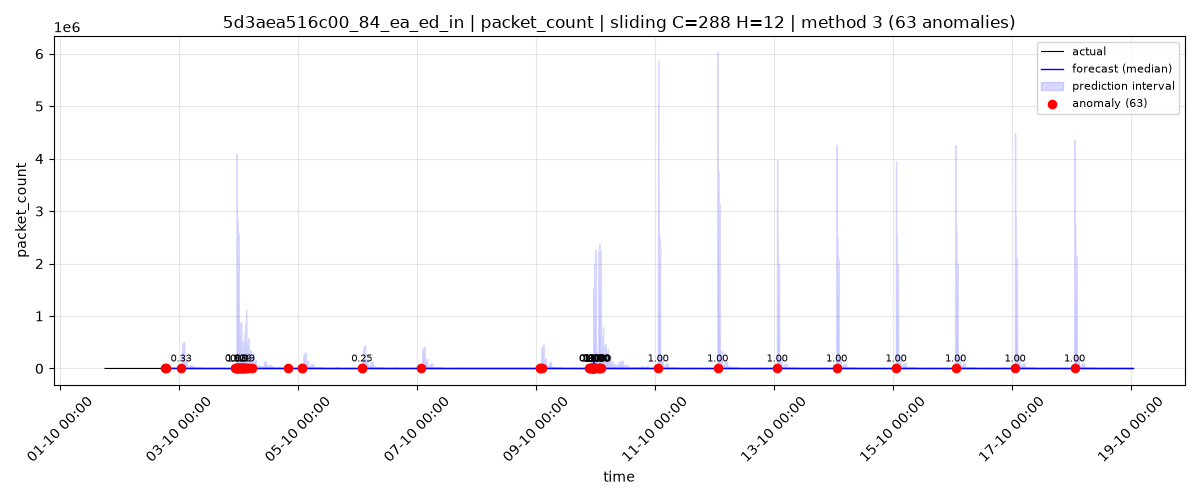 5d3aea516c00_84_ea_ed_in | packet_count | sliding C=288 H=12 | method 3 (63 anomalies)
1e6
actual
forecast (median)
prediction interval
anomaly (63)
6
5
4
3
2
1
0
packet_count
0.33
0.25
1.00 1.00 1.00 1.00 1.00 1.00 1.00 1.00
01-10 00:00 03-10 00:00 05-10 00:00 07-10 00:00 09-10 00:00 11-10 00:00 13-10 00:00 15-10 00:00 17-10 00:00 19-10 00:00
time